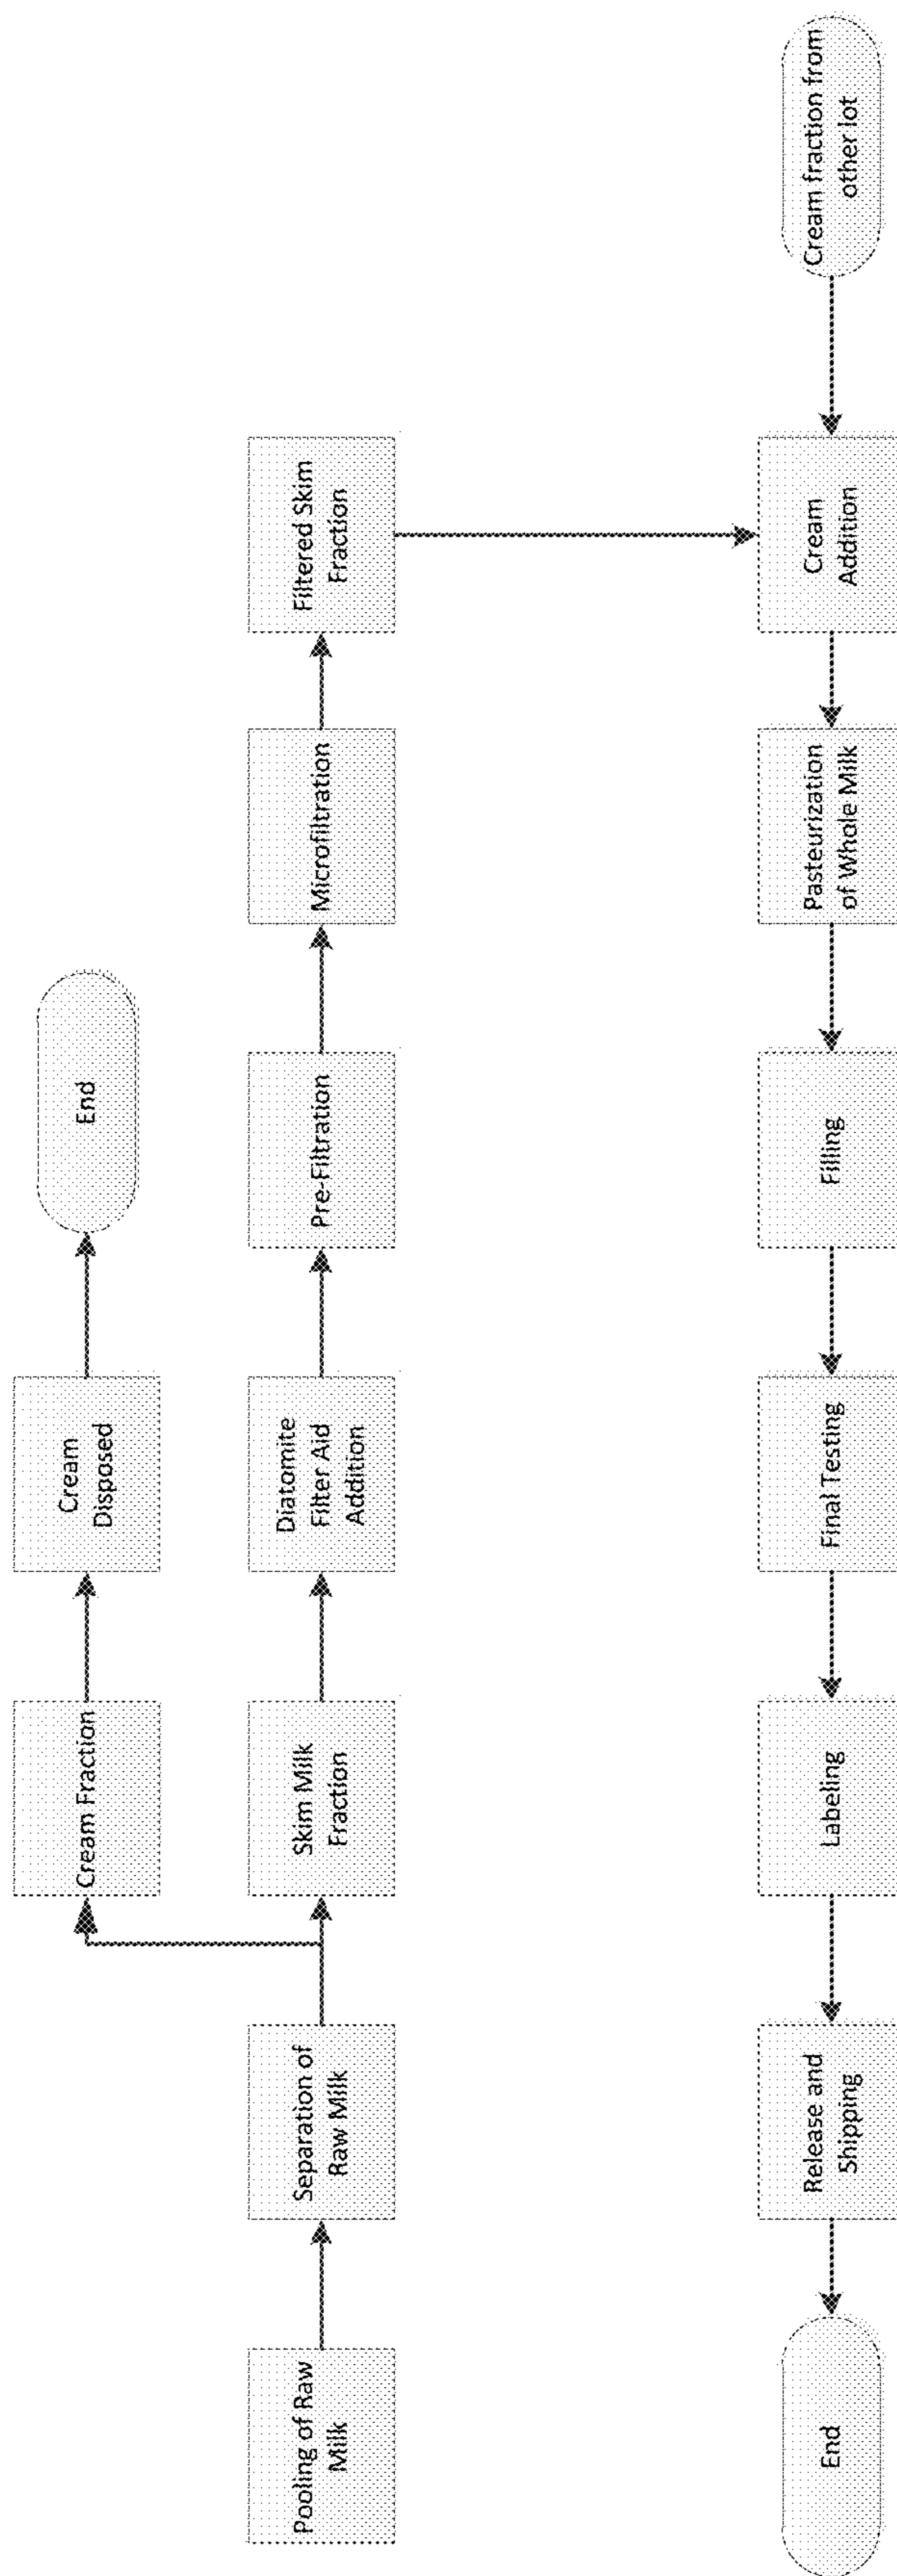 Cream Fraction
Cream
Disposed
End
Pooling of Raw
Milk
Separation of
Raw Milk
Skim Milk
Fraction
Diatomite
Filter Aid
Addition
Pre-Filtration
Microfiltration
Filtered Skim
Fraction
Cream fraction from
other lot
Cream
Addition
Pasteurization
of Whole Milk
Filling
Final Testing
Labeling
Release and
Shipping
End